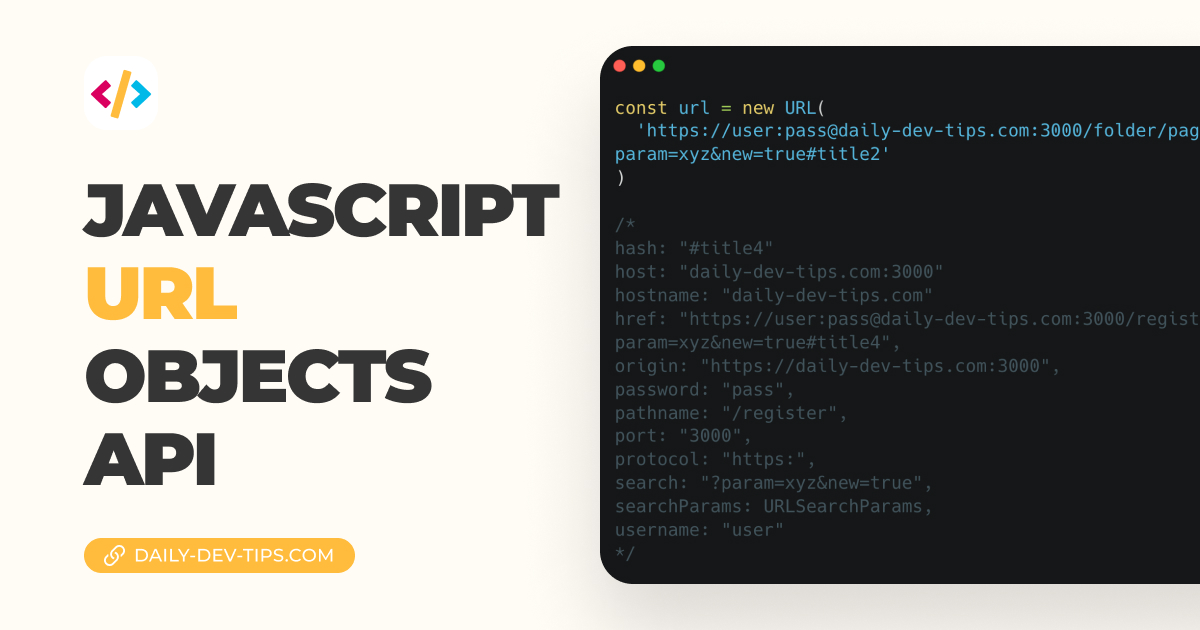 JAVASCRIPT
URL
OBJECTS
API
DAILY-DEV-TIPS.COM
const url = new URL(
'https://user:pass@daily-dev-tips.com:3000/folder/pag
param=xyz&new=true#title2'
)
/*
hash: "#title4"
host: "daily-dev-tips.com:3000"
hostname: "daily-dev-tips.com"
href: "https://user:pass@daily-dev-tips.com:3000/regist
param=xyz&new=true#title4",
origin: "https://daily-dev-tips.com:3000",
password: "pass",
pathname: "/register",
port: "3000",
protocol: "https:",
search: "?param=xyz&new=true",
searchParams: URLSearchParams,
username: "user"
*/